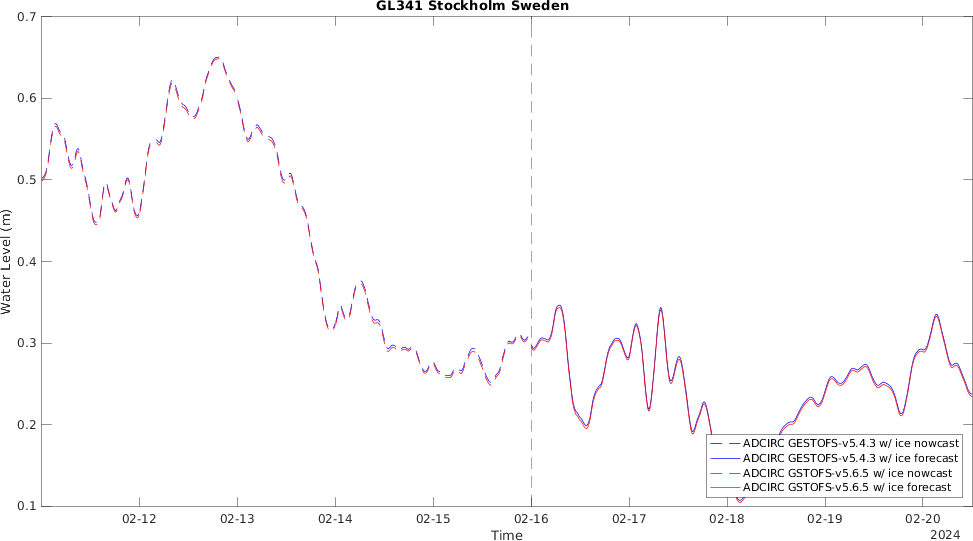 GL341 Stockholm Sweden
0.7
0.6
0.5
0.4
0.3
0.2
0.1
Water Level (m)
ADCIRC GESTOFS-v5.4.3 w/ ice nowcast
ADCIRC GESTOFS-v5.4.3 w/ ice forecast
ADCIRC GSTOFS-v5.6.5 w/ ice nowcast
ADCIRC GSTOFS-v5.6.5 w/ ice forecast
02-12 02-13 02-14 02-15 02-16 02-17 02-18 02-19 02-20
Time
2024